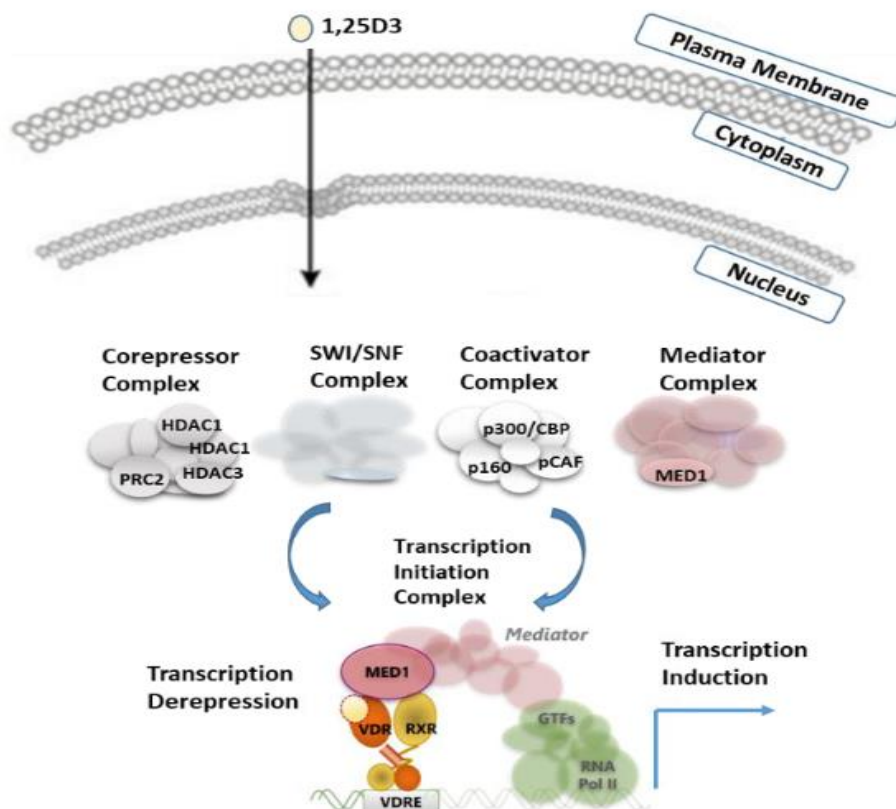 1,25D3
Plasma Membrane
Cytoplasm
Nucleus
Corepressor
Complex
SWI/SNF
Complex
Coactivator
Complex
Mediator
Complex
HDAC1
HDAC1
PRC2
HDAC3
p300/CBP
p160
pCAF
MED1
Transcription
Initiation
Complex
Mediator
Transcription
Derepression
MED1
VDR
RXR
VDRE
GTFs
RNA
Pol II
Transcription
Induction